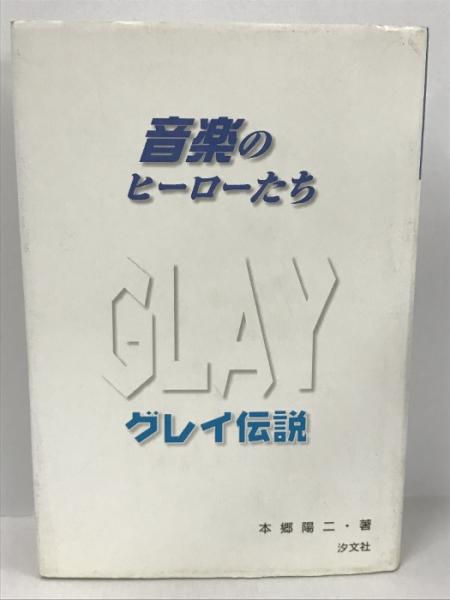 音楽の
ヒーローたち
GLAY
グレイ伝説
本郷陽二・著
汐文社